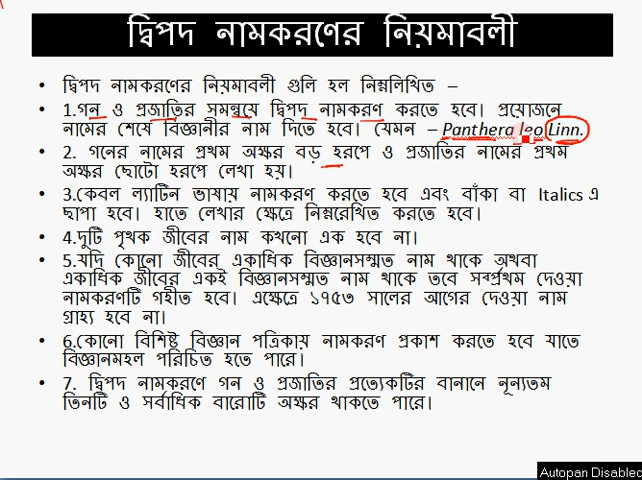 দ্বিপদ নামকরণের নিয়মাবলী
• দ্বিপদ নামকরণের নিয়মাবলী গুলি হল নিম্নলিখিত –
• 1.গন ও প্রজাতির সমন্বয়ে দ্বিপদ নামকরণ করতে হবে। প্রয়োজনে
নামের শেষে বিজ্ঞানীর নাম দিতে হবে। যেমন – Panthera leo Linn.
• 2. গনের নামের প্রথম অক্ষর বড় হরপে ও প্রজাতির নামের প্রথম
অক্ষর ছোটো হরপে লেখা হয়।
• 3.কেবল ল্যাটিন ভাষায় নামকরণ করতে হবে এবং বাঁকা বা Italics এ
ছাপা হবে। হাতে লেখার ক্ষেত্রে নিম্নরেখিত করতে হবে।
• 4.দুটি পৃথক জীবের নাম কখনো এক হবে না।
• 5.যদি কোনো জীবের একাধিক বিজ্ঞানসম্মত নাম থাকে অথবা
একাধিক জীবের একই বিজ্ঞানসম্মত নাম থাকে তবে সর্ব্প্রথম দেওয়া
নামকরণটি গহীত হবে। এক্ষেত্রে ১৭৫৩ সালের আগের দেওয়া নাম
গ্রাহ্য হবে না।
• 6.কোনো বিশিষ্ট বিজ্ঞান পত্রিকায় নামকরণ প্রকাশ করতে হবে যাতে
বিজ্ঞানমহল পরিচিত হতে পারে।
• 7. দ্বিপদ নামকরণে গন ও প্রজাতির প্রত্যেকটির বানানে নূন্যতম
তিনটি ও সর্বাধিক বারোটি অক্ষর থাকতে পারে।
Autopan Disabled